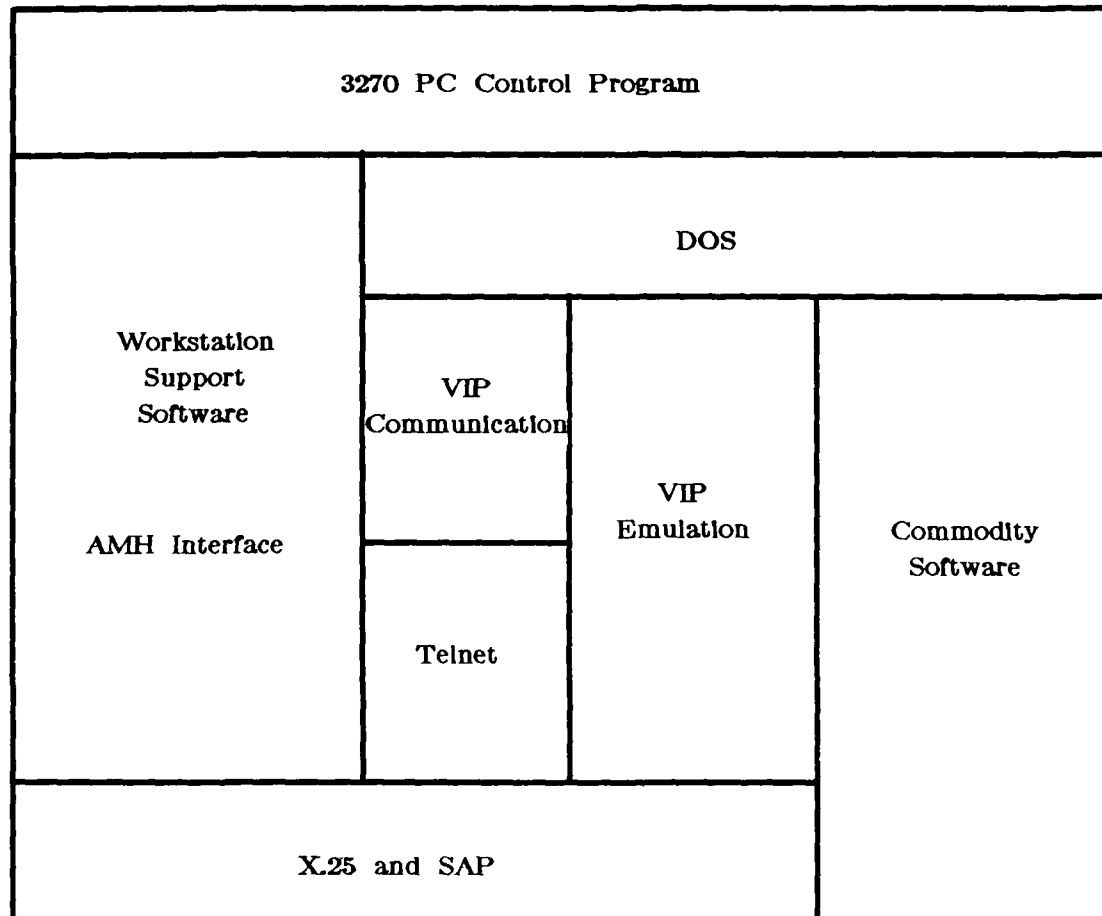 3270 PC Control Program
DOS
Workstation
Support
Software
AMH Interface
VIP
Communication
Telnet
VIP
Emulation
Commodity
Software
X.25 and SAP